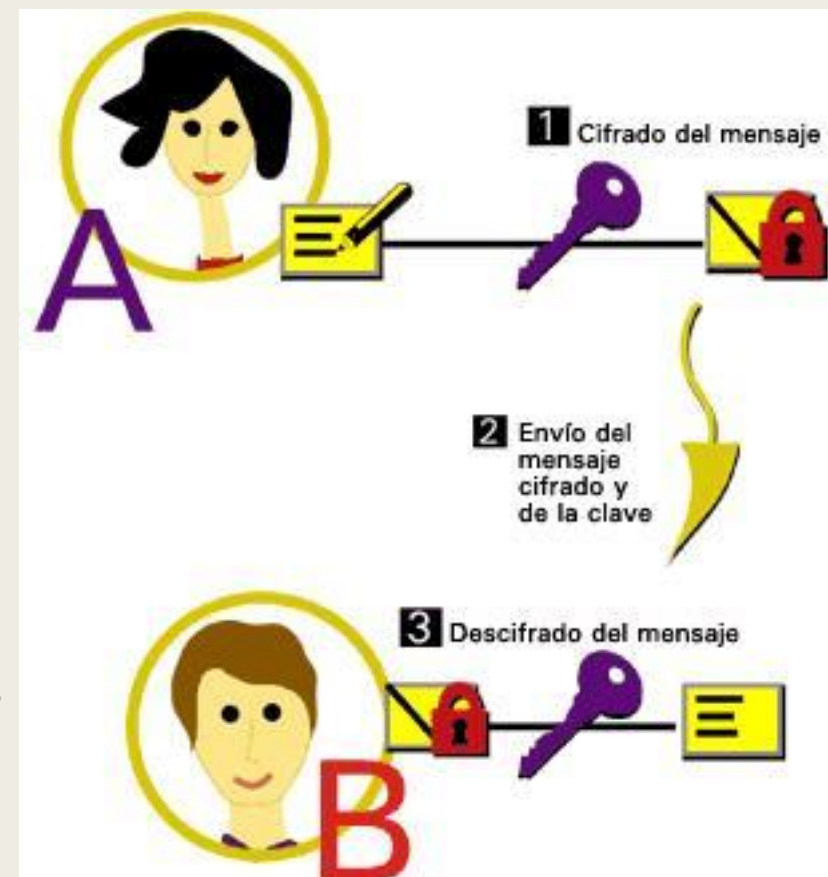 A
1 Cifrado del mensaje
2 Envío del
mensaje
cifrado y
de la clave
3 Descifrado del mensaje
B